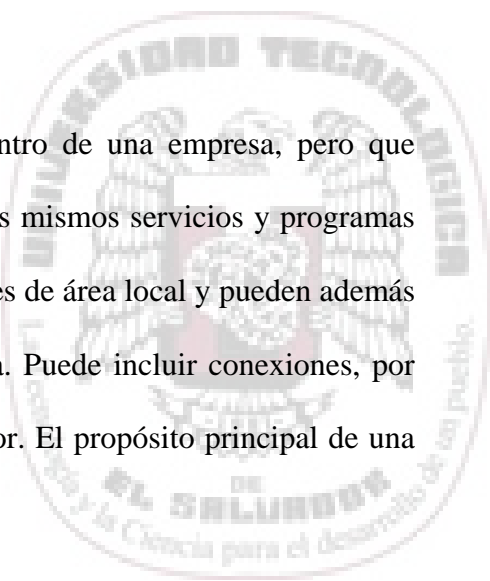 UNIVERSIDAD TECNOLOGICA
ntro de una empresa, pero que
s mismos servicios y programas
es de área local y pueden además
a. Puede incluir conexiones, por
or. El propósito principal de una
DE
EL SALVADOR
y la Ciencia para el desarrollo de un pueblo.